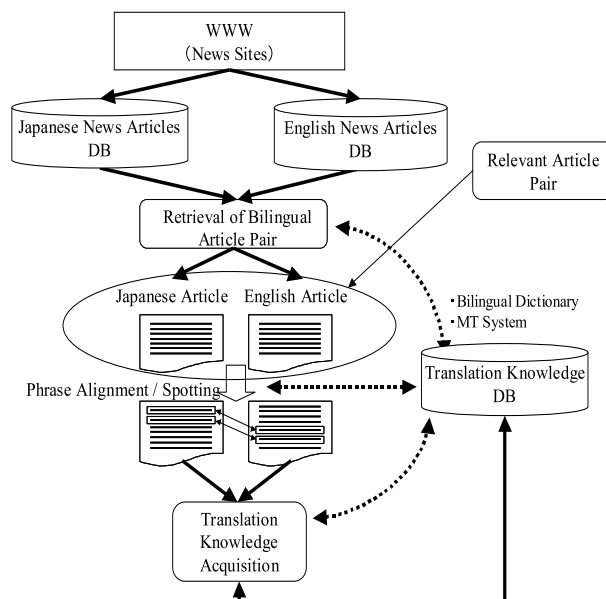 WWW
(News Sites)
Japanese News Articles
DB
English News Articles
DB
Relevant Article
Pair
Retrieval of Bilingual
Article Pair
Japanese Article
English Article
・Bilingual Dictionary
・MT System
Translation Knowledge
DB
Phrase Alignment / Spotting
Translation
Knowledge
Acquisition